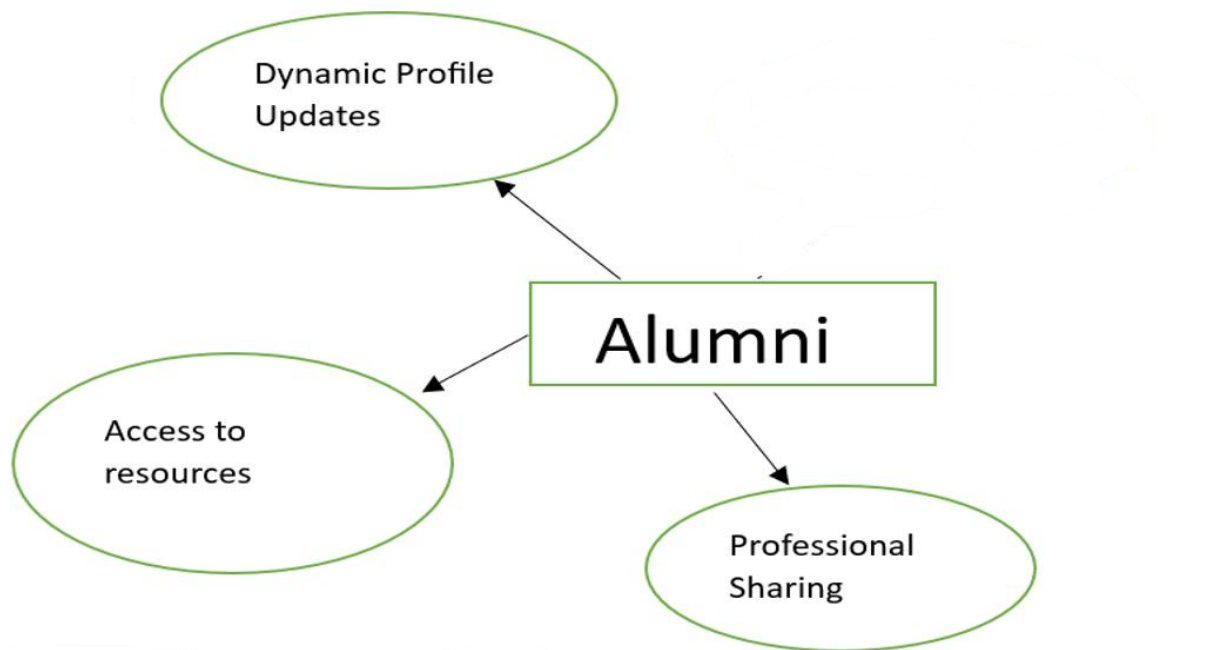 Dynamic Profile
Updates
Alumni
Access to
resources
Professional
Sharing